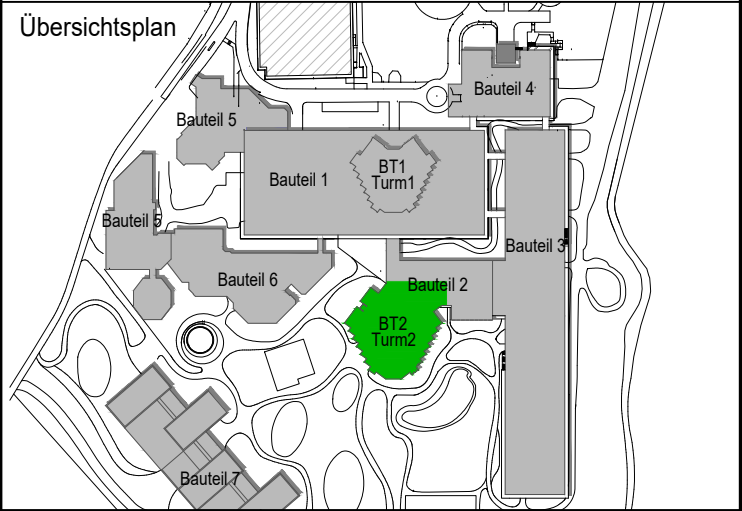 Übersichtsplan
Bauteil 4
Bauteil 5
BT1
Turm1
Bauteil 1
Bauteil 5
Bauteil 3
Bauteil 6
Bauteil 2
BT2
Turm2
Bauteil 7